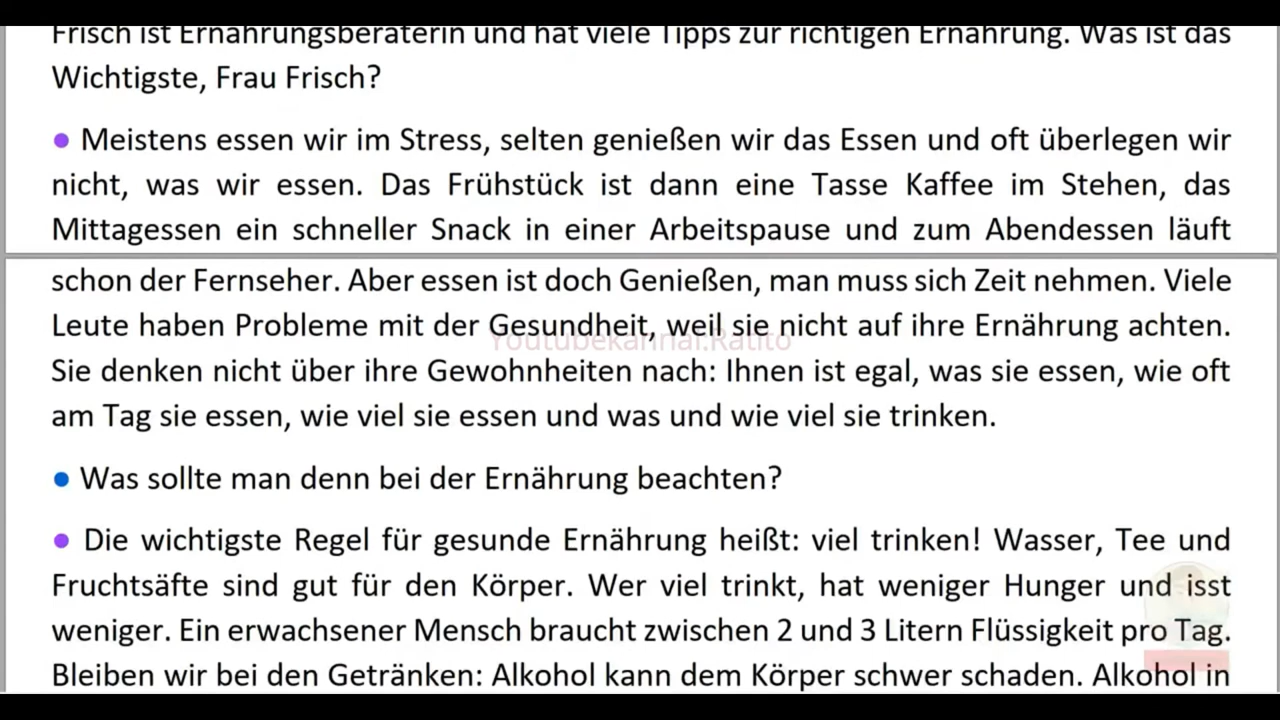 Frisch ist Ernährungsberaterin und hat viele Tipps zur richtigen Ernährung. Was ist das
Wichtigste, Frau Frisch?
● Meistens essen wir im Stress, selten genießen wir das Essen und oft überlegen wir
nicht, was wir essen. Das Frühstück ist dann eine Tasse Kaffee im Stehen, das
Mittagessen ein schneller Snack in einer Arbeitspause und zum Abendessen läuft
schon der Fernseher. Aber essen ist doch Genießen, man muss sich Zeit nehmen. Viele
Leute haben Probleme mit der Gesundheit, weil sie nicht auf ihre Ernährung achten.
Youtubekannal:Ratito
Sie denken nicht über ihre Gewohnheiten nach: Ihnen ist egal, was sie essen, wie oft
am Tag sie essen, wie viel sie essen und was und wie viel sie trinken.
● Was sollte man denn bei der Ernährung beachten?
● Die wichtigste Regel für gesunde Ernährung heißt: viel trinken! Wasser, Tee und
Fruchtsäfte sind gut für den Körper. Wer viel trinkt, hat weniger Hunger und isst
weniger. Ein erwachsener Mensch braucht zwischen 2 und 3 Litern Flüssigkeit pro Tag.
Bleiben wir bei den Getränken: Alkohol kann dem Körper schwer schaden. Alkohol in